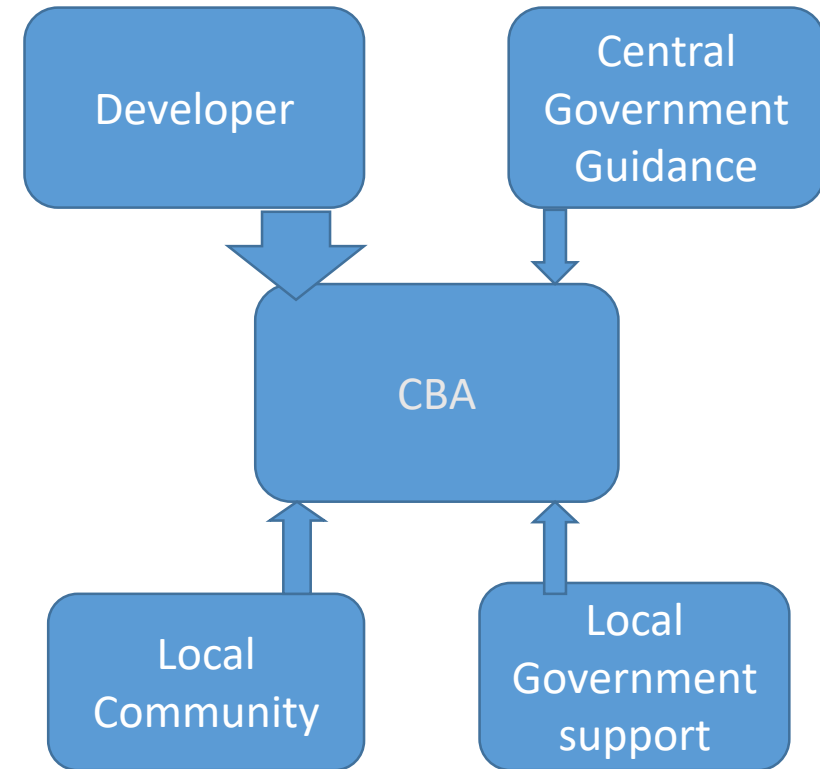 Developer
Central
Government
Guidance
CBA
Local
Community
Local
Government
support